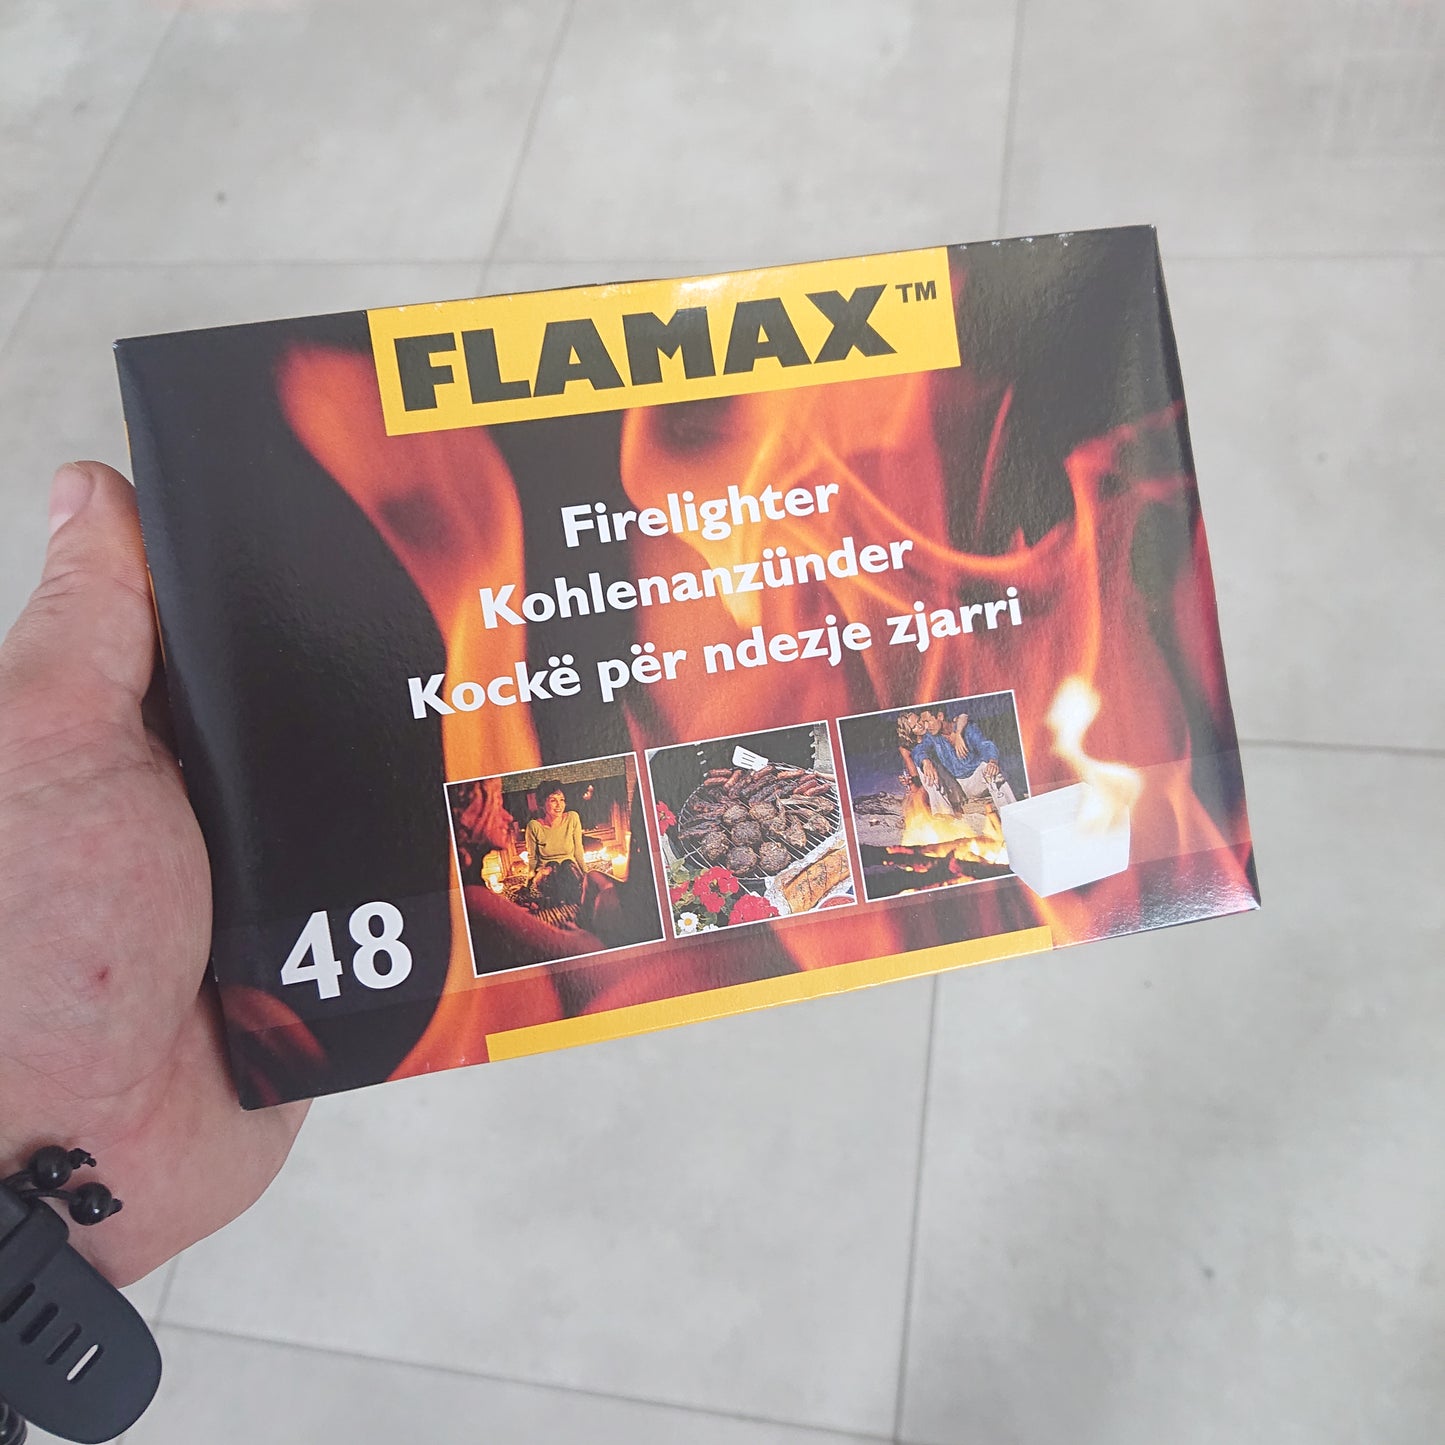 FLAMAX™
Firelighter
Kohlenanzünder
Kockë për ndezje zjarri
48